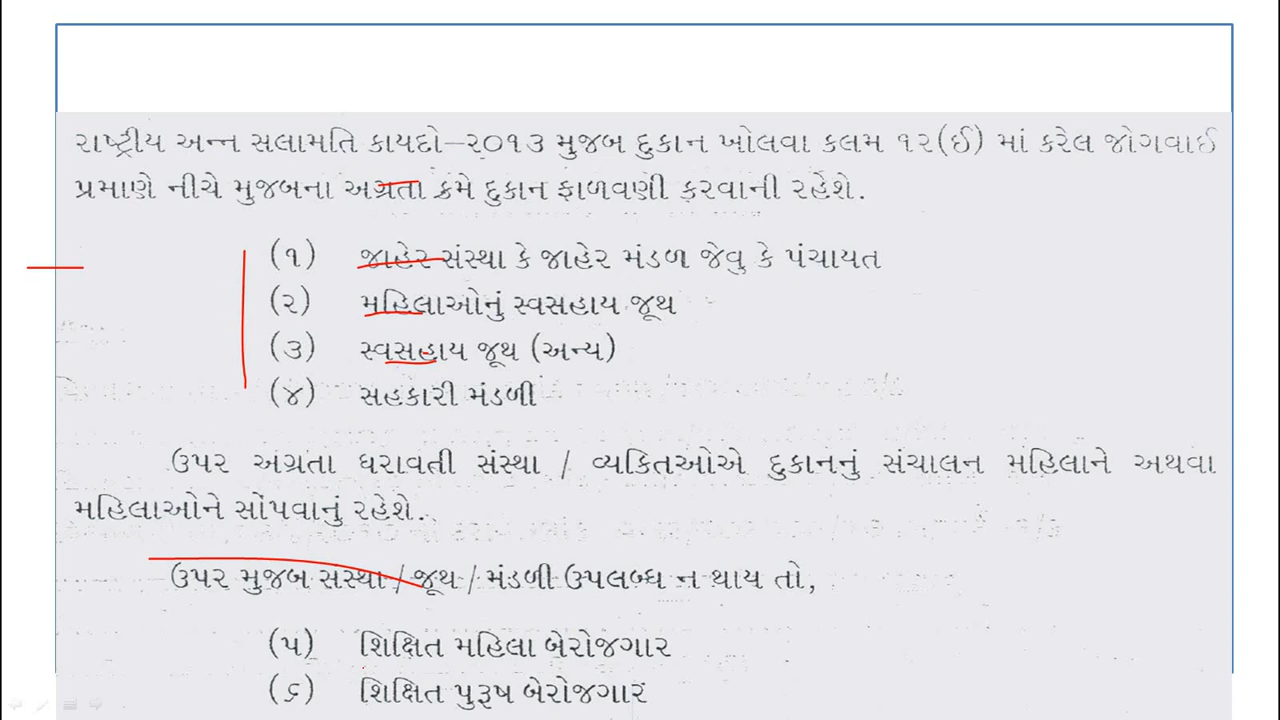 રાષ્ટ્રીય અન્ન સલામતિ કાયદો–૨૦૧૩ મુજબ દુકાન ખોલવા કલમ ૧૨(ઈ) માં કરેલ જોગવાઈ
પ્રમાણે નીચે મુજબના અગ્રતા ક્રમે દુકાન ફાળવણી કરવાની રહેશે.
(૧) જાહેર સંસ્થા કે જાહેર મંડળ જેવુ કે પંચાયત
(૨) મહિલાઓનું સ્વસહાય જૂથ
(૩) સ્વસહાય જૂથ (અન્ય)
(૪) સહકારી મંડળી
ઉપર અગ્રતા ધરાવતી સંસ્થા / વ્યકિતઓએ દુકાનનું સંચાલન મહિલાને અથવા
મહિલાઓને સોંપવાનું રહેશે.
ઉપર મુજબ સસ્થા / જૂથ / મંડળી ઉપલબ્ધ ન થાય તો,
(૫) શિક્ષિત મહિલા બેરોજગાર
(૬) શિક્ષિત પુરૂષ બેરોજગાર